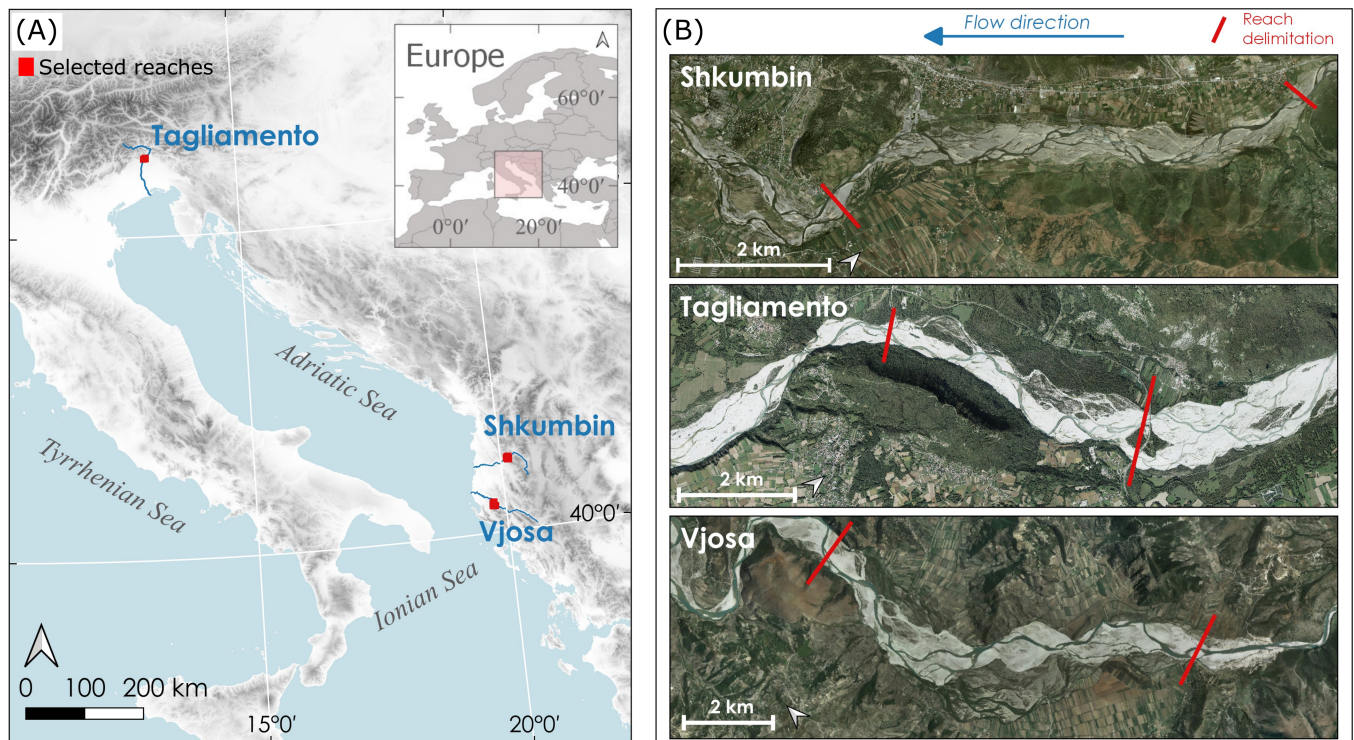 (A)
Selected reaches
Tagliamento
Europe
60°0′
40°0′
0°0′
20°0′
Adriatic Sea
Tyrrhenian Sea
Shkumbin
Vjosa
40°0′
Ionian Sea
0 100 200 km
15°0′
20°0′
(B)
Flow direction
Reach
delimitation
Shkumbin
2 km
Tagliamento
2 km
Vjosa
2 km